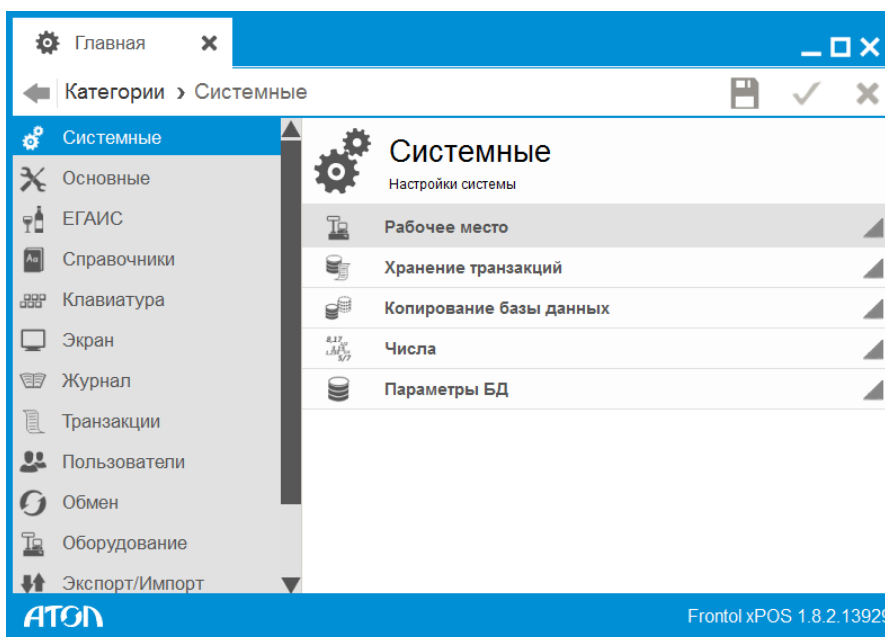 Главная
Категории › Системные
Системные
Основные
ЕГАИС
Справочники
Клавиатура
Экран
Журнал
Транзакции
Пользователи
Обмен
Оборудование
Экспорт/Импорт
Системные
Настройки системы
Рабочее место
Хранение транзакций
Копирование базы данных
Числа
Параметры БД
АТОЛ
Frontol xPOS 1.8.2.13929